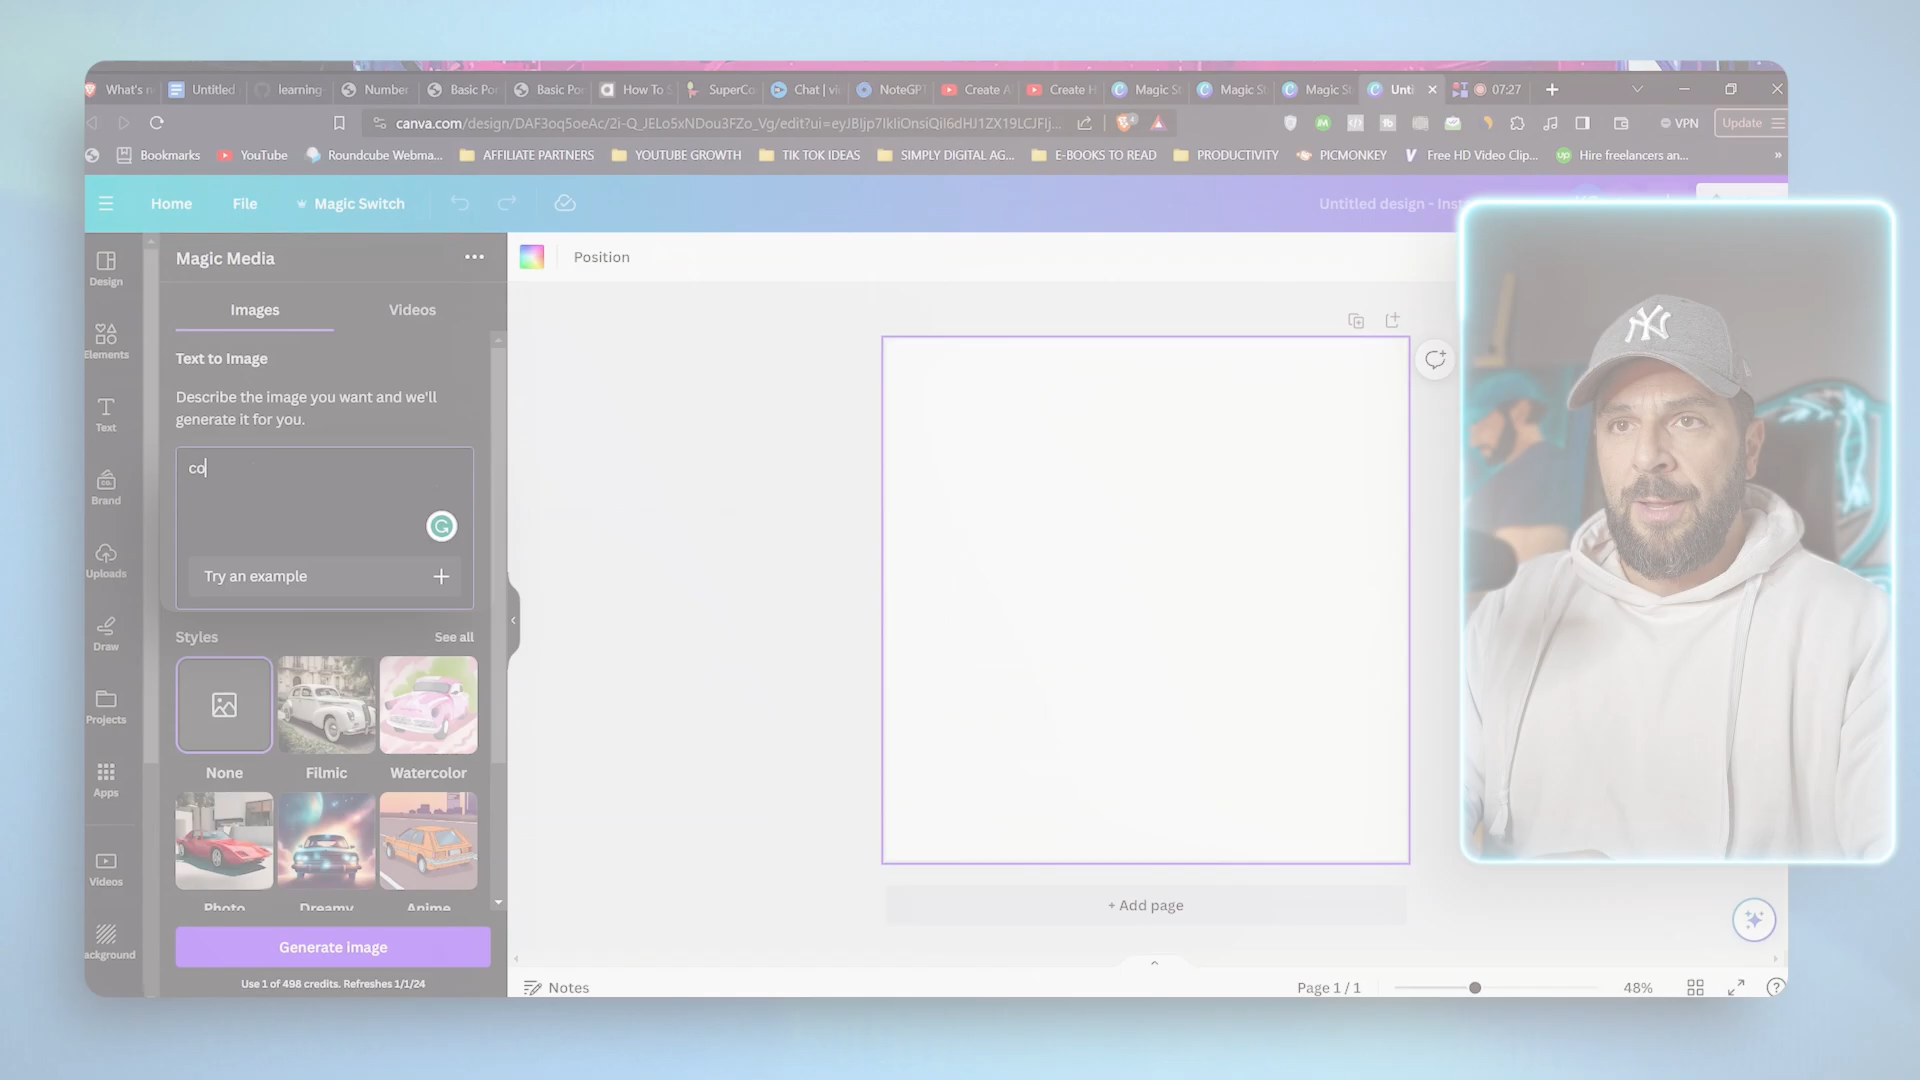 What's n
Untitled
learning
Number
Basic Por
Basic Por
How To S
SuperCo
Chat | vi
NoteGP
Create A
Create H
Magic S
Magic S
Magic S
Unti
07:27
canva.com/design/DAF3oq5oeAc/2i-Q_JELo5xNDou3FZo_Vg/edit?ui=eyJBIjp7IkIiOnsiQiI6dHJ1ZX19LCJFIj...
VPN
Update
Bookmarks
YouTube
Roundcube Webma...
AFFILIATE PARTNERS
YOUTUBE GROWTH
TIK TOK IDEAS
SIMPLY DIGITAL AG...
E-BOOKS TO READ
PRODUCTIVITY
PICMONKEY
Free HD Video Clip...
Hire freelancers an...
Home
File
Magic Switch
Untitled design - Inst
Design
Elements
Text
Brand
Uploads
Draw
Projects
Apps
Videos
ackground
Magic Media
Images
Videos
Text to Image
Describe the image you want and we'll
generate it for you.
co
Try an example
Styles
See all
None
Filmic
Watercolor
Photo
Dreamy
Anime
Generate image
Use 1 of 498 credits. Refreshes 1/1/24
Position
+ Add page
Notes
Page 1 / 1
48%
NY